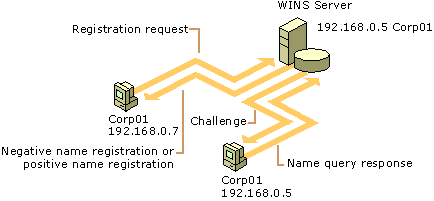 WINS Server
Registration request
192.168.0.5 Corp01
Corp01
192.168.0.7
Challenge
Negative name registration or
positive name registration
Name query response
Corp01
192.168.0.5